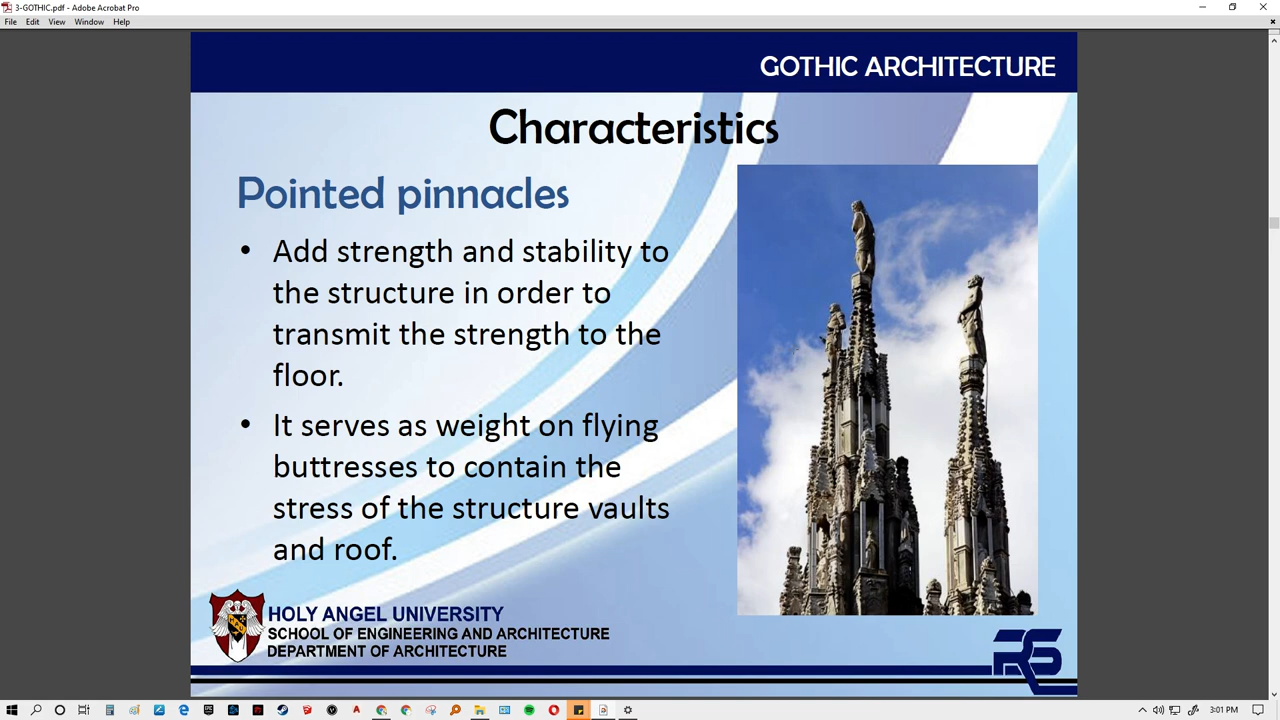 3-GOTHIC.pdf - Adobe Acrobat Pro
File Edit View Window Help
GOTHIC ARCHITECTURE
Characteristics
Pointed pinnacles
• Add strength and stability to
the structure in order to
transmit the strength to the
floor.
• It serves as weight on flying
buttresses to contain the
stress of the structure vaults
and roof.
HOLY ANGEL UNIVERSITY
SCHOOL OF ENGINEERING AND ARCHITECTURE
DEPARTMENT OF ARCHITECTURE
3:01 PM